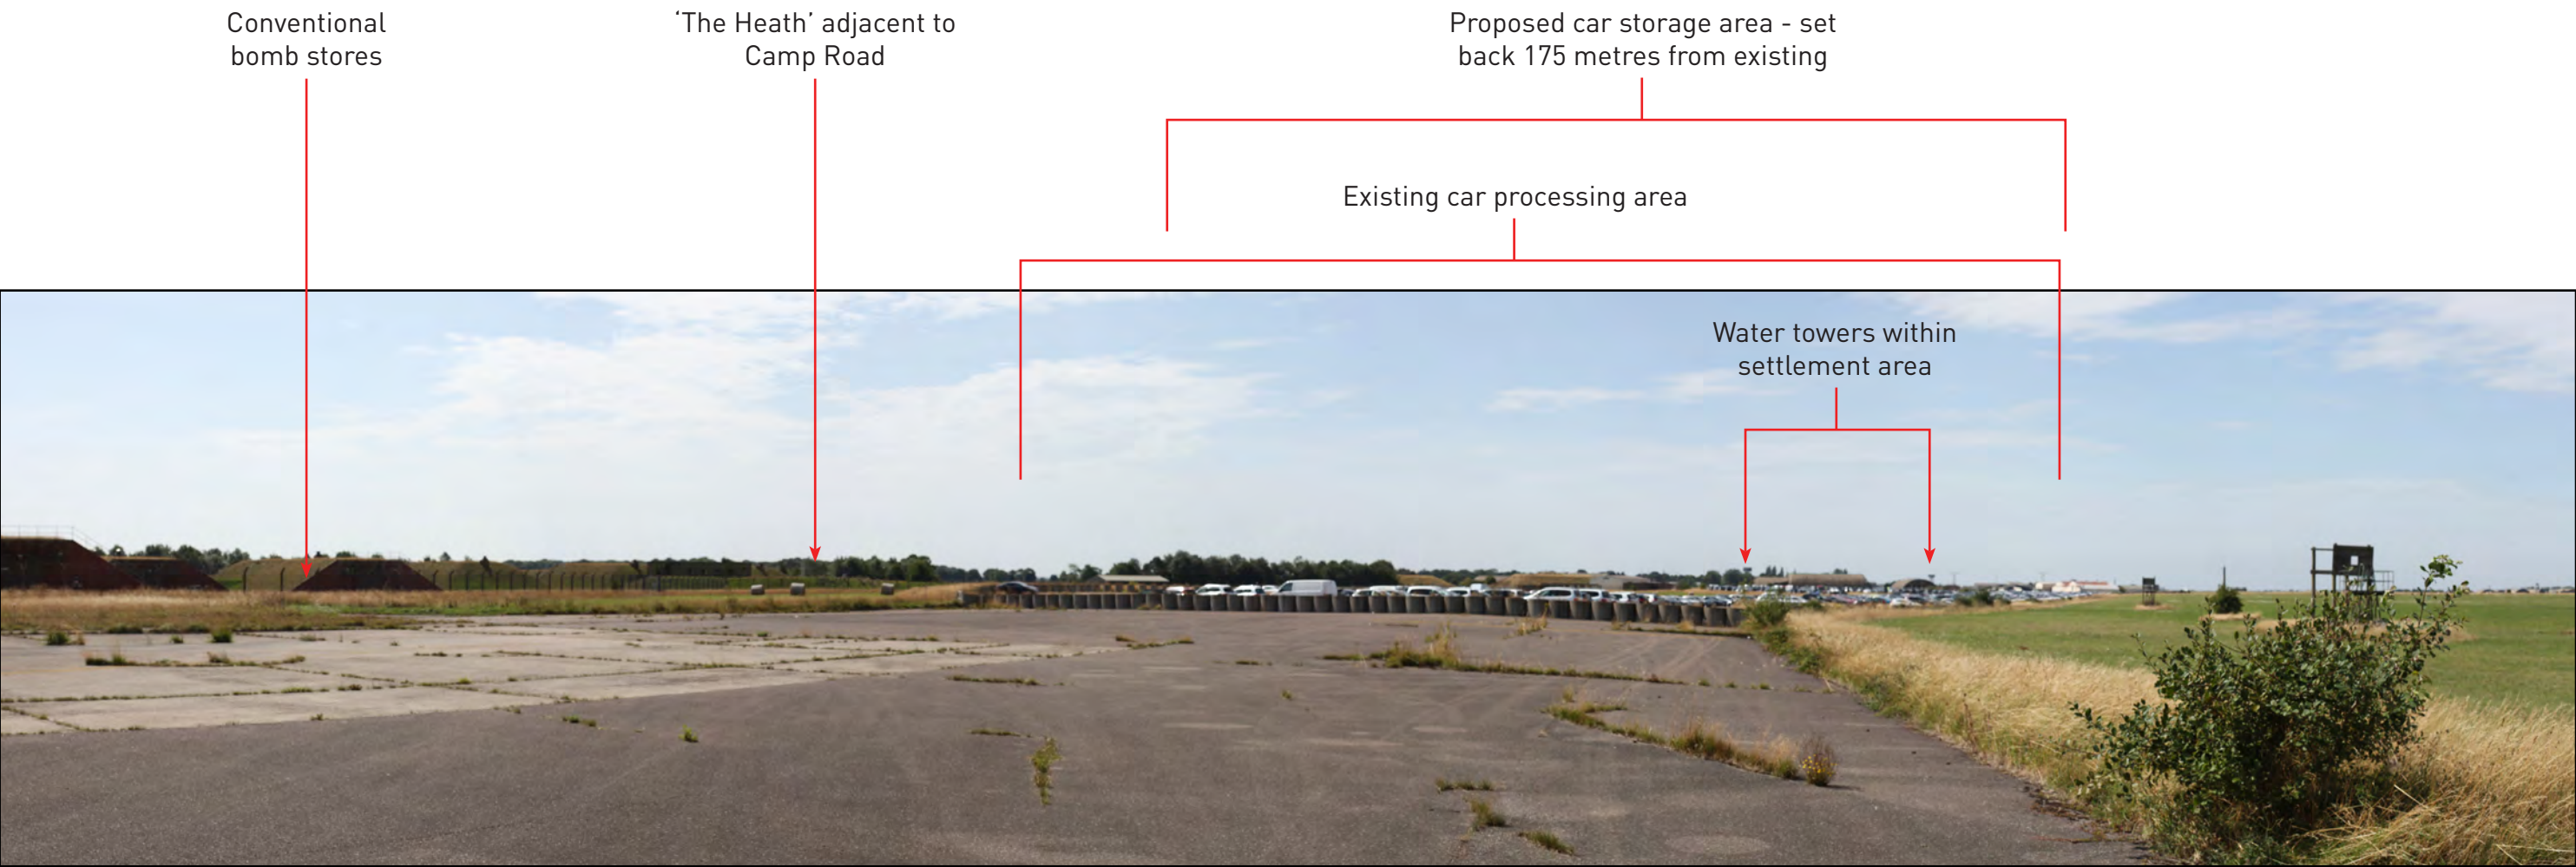 Conventional
bomb stores
‘The Heath’ adjacent to
Camp Road
Proposed car storage area - set
back 175 metres from existing
Existing car processing area
Water towers within
settlement area